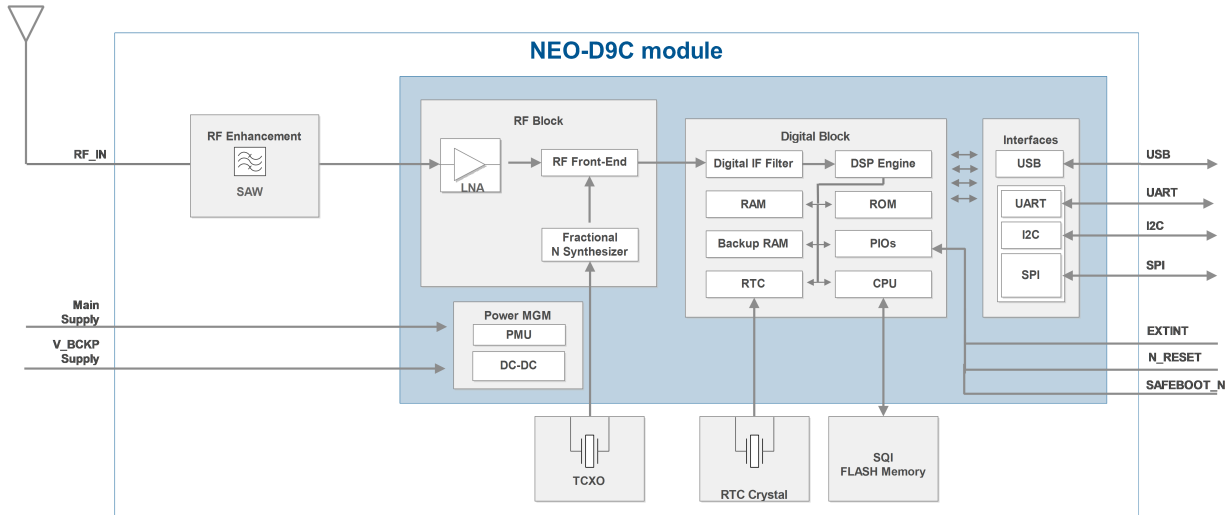 NEO-D9C module
RF_IN
RF Enhancement
SAW
RF Block
LNA
RF Front-End
Fractional
N Synthesizer
Digital Block
Digital IF Filter
DSP Engine
RAM
ROM
Backup RAM
PIOs
RTC
CPU
Interfaces
USB
UART
I2C
SPI
USB
UART
I2C
SPI
EXTINT
N_RESET
SAFEBOOT_N
Main
Supply
V_BCKP
Supply
Power MGM
PMU
DC-DC
TCXO
RTC Crystal
SQI
FLASH Memory